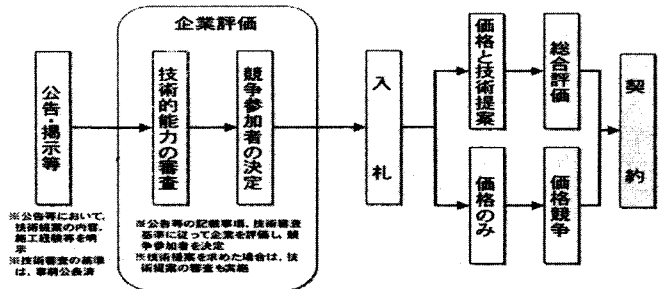 企業評価
公告・掲示等
技術的能力の審査
競争参加者の決定
入札
価格と技術提案
総合評価
価格のみ
価格競争
契約
※公告等において、
技術提案の内容、
施工経験等を明
示
※技術審査の基準
は、事前公表済
※公告等の記載事項、技術審査
基準に従って企業を評価し、競
争参加者を決定
※技術提案を求めた場合は、技
術提案の審査も実施